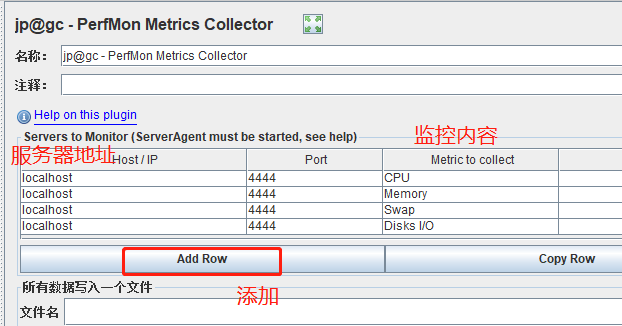 jp@gc - PerfMon Metrics Collector
名称： jp@gc - PerfMon Metrics Collector
注释：
Help on this plugin
Servers to Monitor (ServerAgent must be started, see help)
监控内容
服务器地址
Host / IP Port Metric to collect
localhost 4444 CPU
localhost 4444 Memory
localhost 4444 Swap
localhost 4444 Disks I/O
Add Row Copy Row
添加
所有数据写入一个文件
文件名